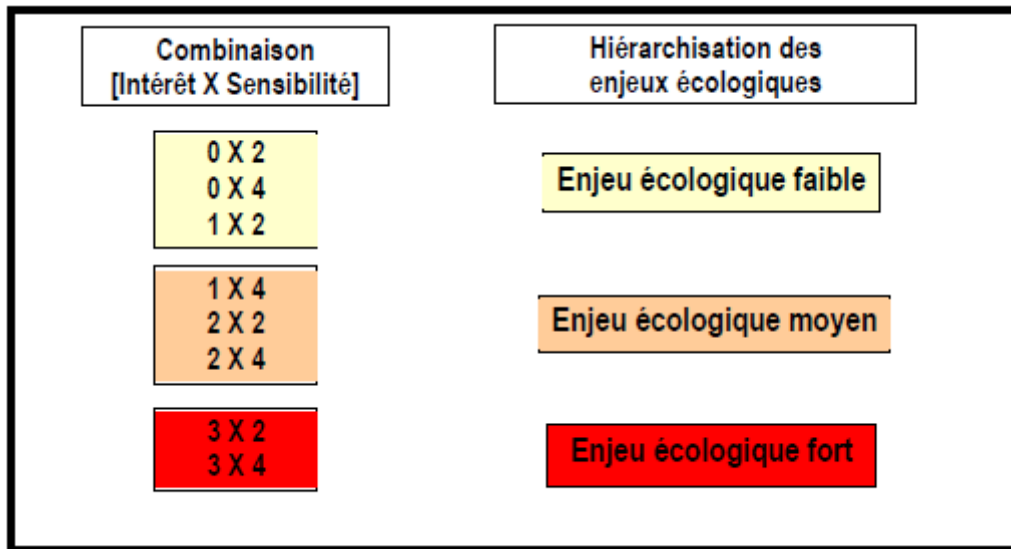 Combinaison
[Intérêt X Sensibilité]
Hiérarchisation des
enjeux écologiques
0 X 2
0 X 4
1 X 2
Enjeu écologique faible
1 X 4
2 X 2
2 X 4
Enjeu écologique moyen
3 X 2
3 X 4
Enjeu écologique fort